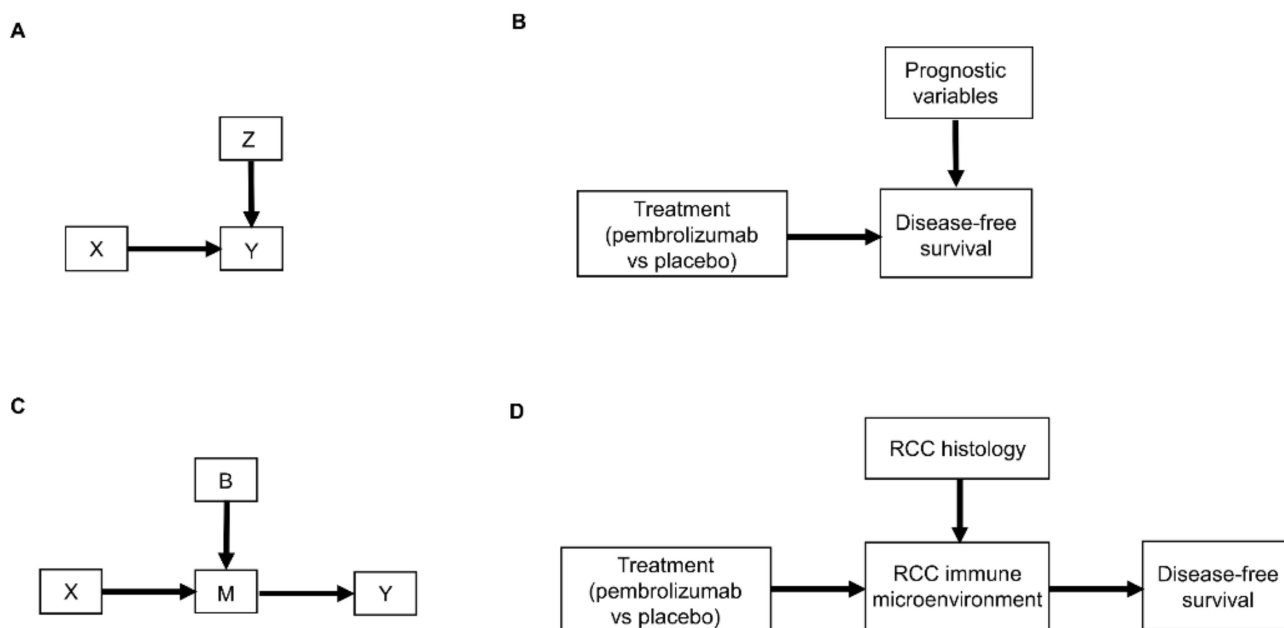 A
Z
X
Y
B
Prognostic
variables
Treatment
(pembrolizumab
vs placebo)
Disease-free
survival
C
B
X
M
Y
D
RCC histology
Treatment
(pembrolizumab
vs placebo)
RCC immune
microenvironment
Disease-free
survival